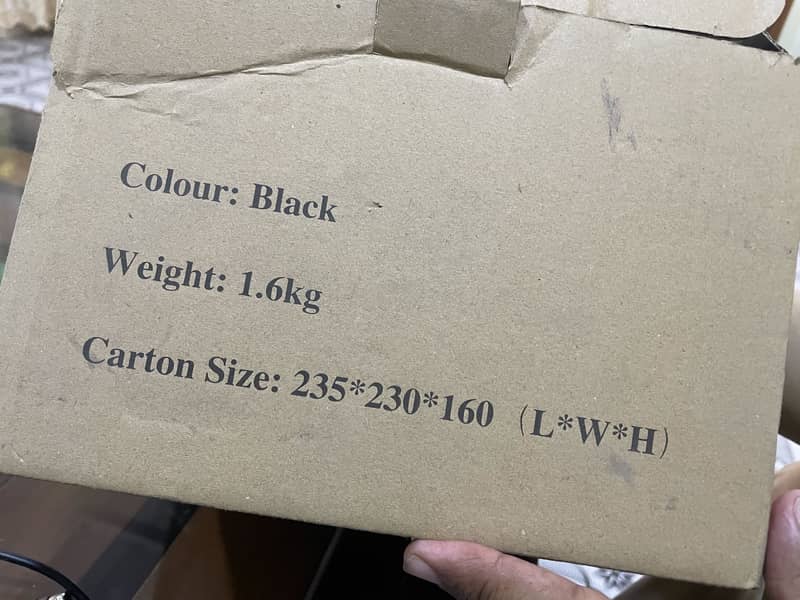 Colour: Black
Weight: 1.6kg
Carton Size: 235*230*160（L*W*H）